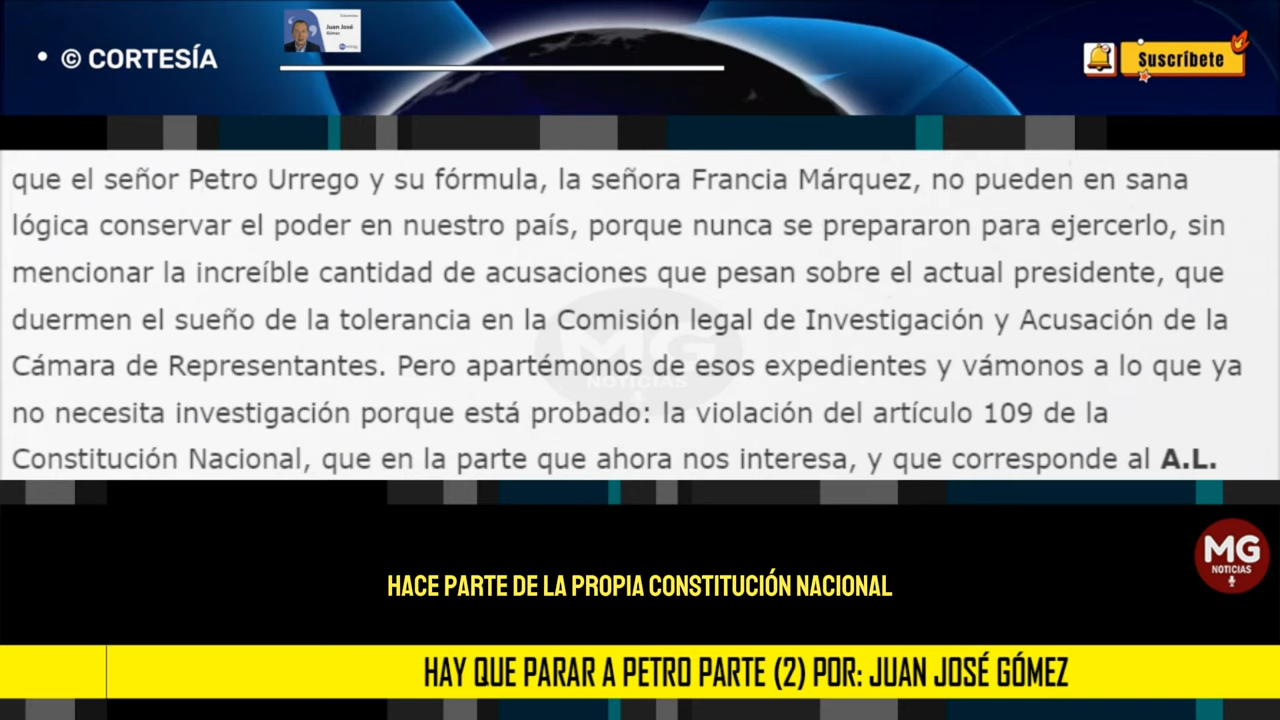 • © CORTESÍA
Juan José
Gómez
Suscríbete
que el señor Petro Urrego y su fórmula, la señora Francia Márquez, no pueden en sana
lógica conservar el poder en nuestro país, porque nunca se prepararon para ejercerlo, sin
mencionar la increíble cantidad de acusaciones que pesan sobre el actual presidente, que
duermen el sueño de la tolerancia en la Comisión legal de Investigación y Acusación de la
Cámara de Representantes. Pero apartémonos de esos expedientes y vámonos a lo que ya
no necesita investigación porque está probado: la violación del artículo 109 de la
Constitución Nacional, que en la parte que ahora nos interesa, y que corresponde al A.L.
MG
NOTICIAS
HACE PARTE DE LA PROPIA CONSTITUCIÓN NACIONAL
MG
NOTICIAS
HAY QUE PARAR A PETRO PARTE (2) POR: JUAN JOSÉ GÓMEZ